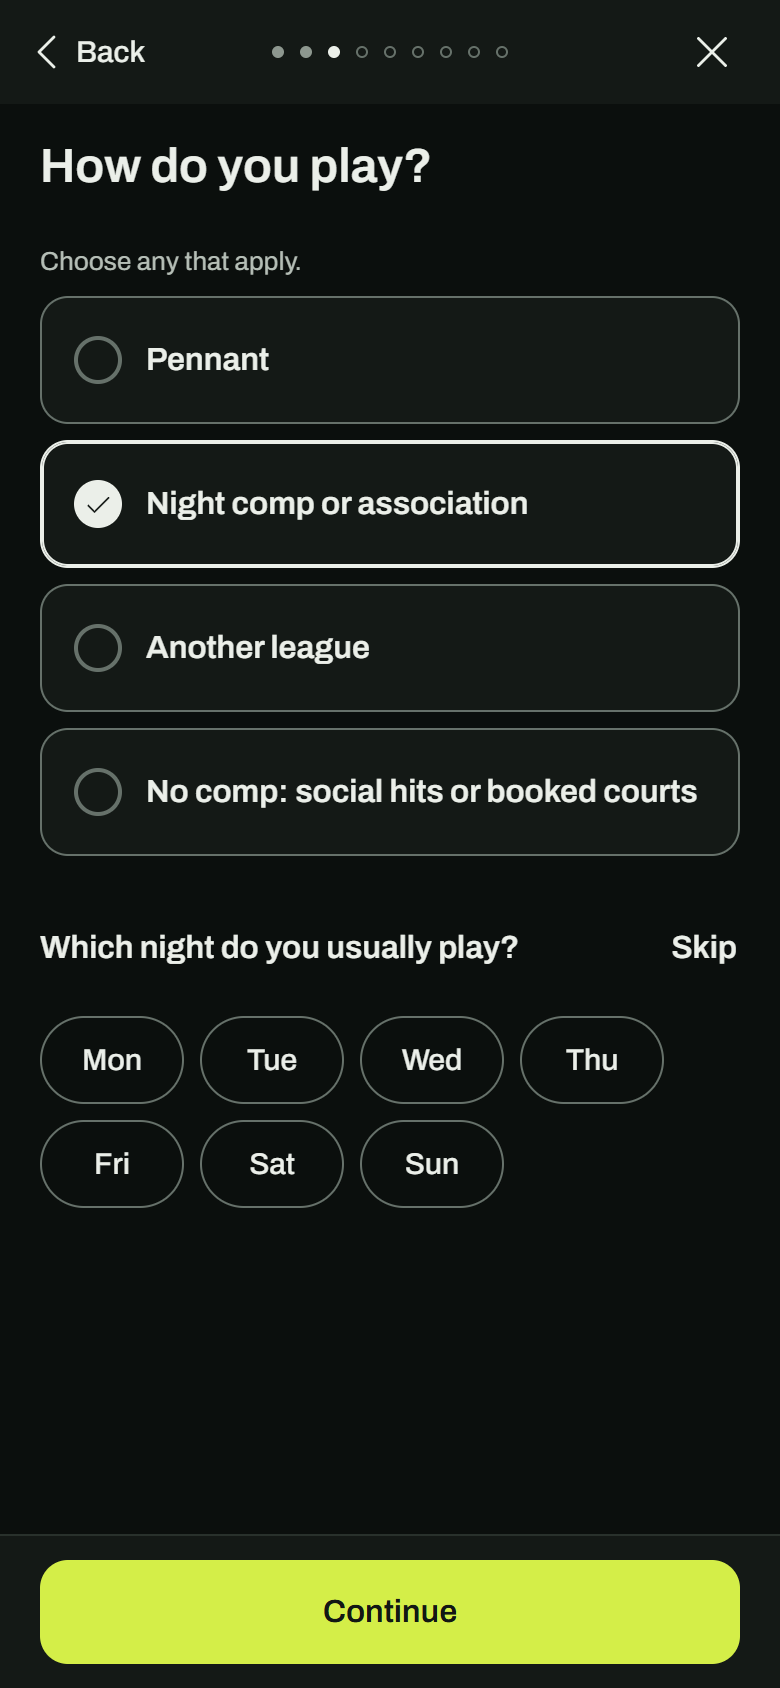 Back
How do you play?
Choose any that apply.
Pennant
Night comp or association
Another league
No comp: social hits or booked courts
Which night do you usually play? Skip
Mon Tue Wed Thu
Fri Sat Sun
Continue